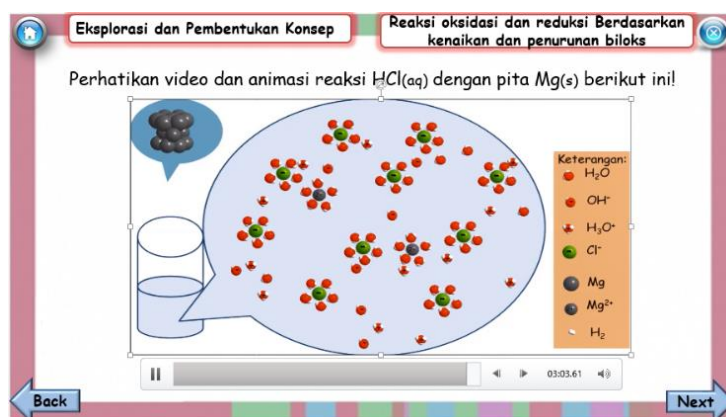 Eksplorasi dan Pembentukan Konsep
Reaksi oksidasi dan reduksi Berdasarkan
kenaikan dan penurunan biloks
Perhatikan video dan animasi reaksi HCl(aq) dengan pita Mg(s) berikut ini!
Keterangan:
H₂O
OH⁻
H₃O⁺
Cl⁻
Mg
Mg²⁺
H₂
03:03.61
Back
Next